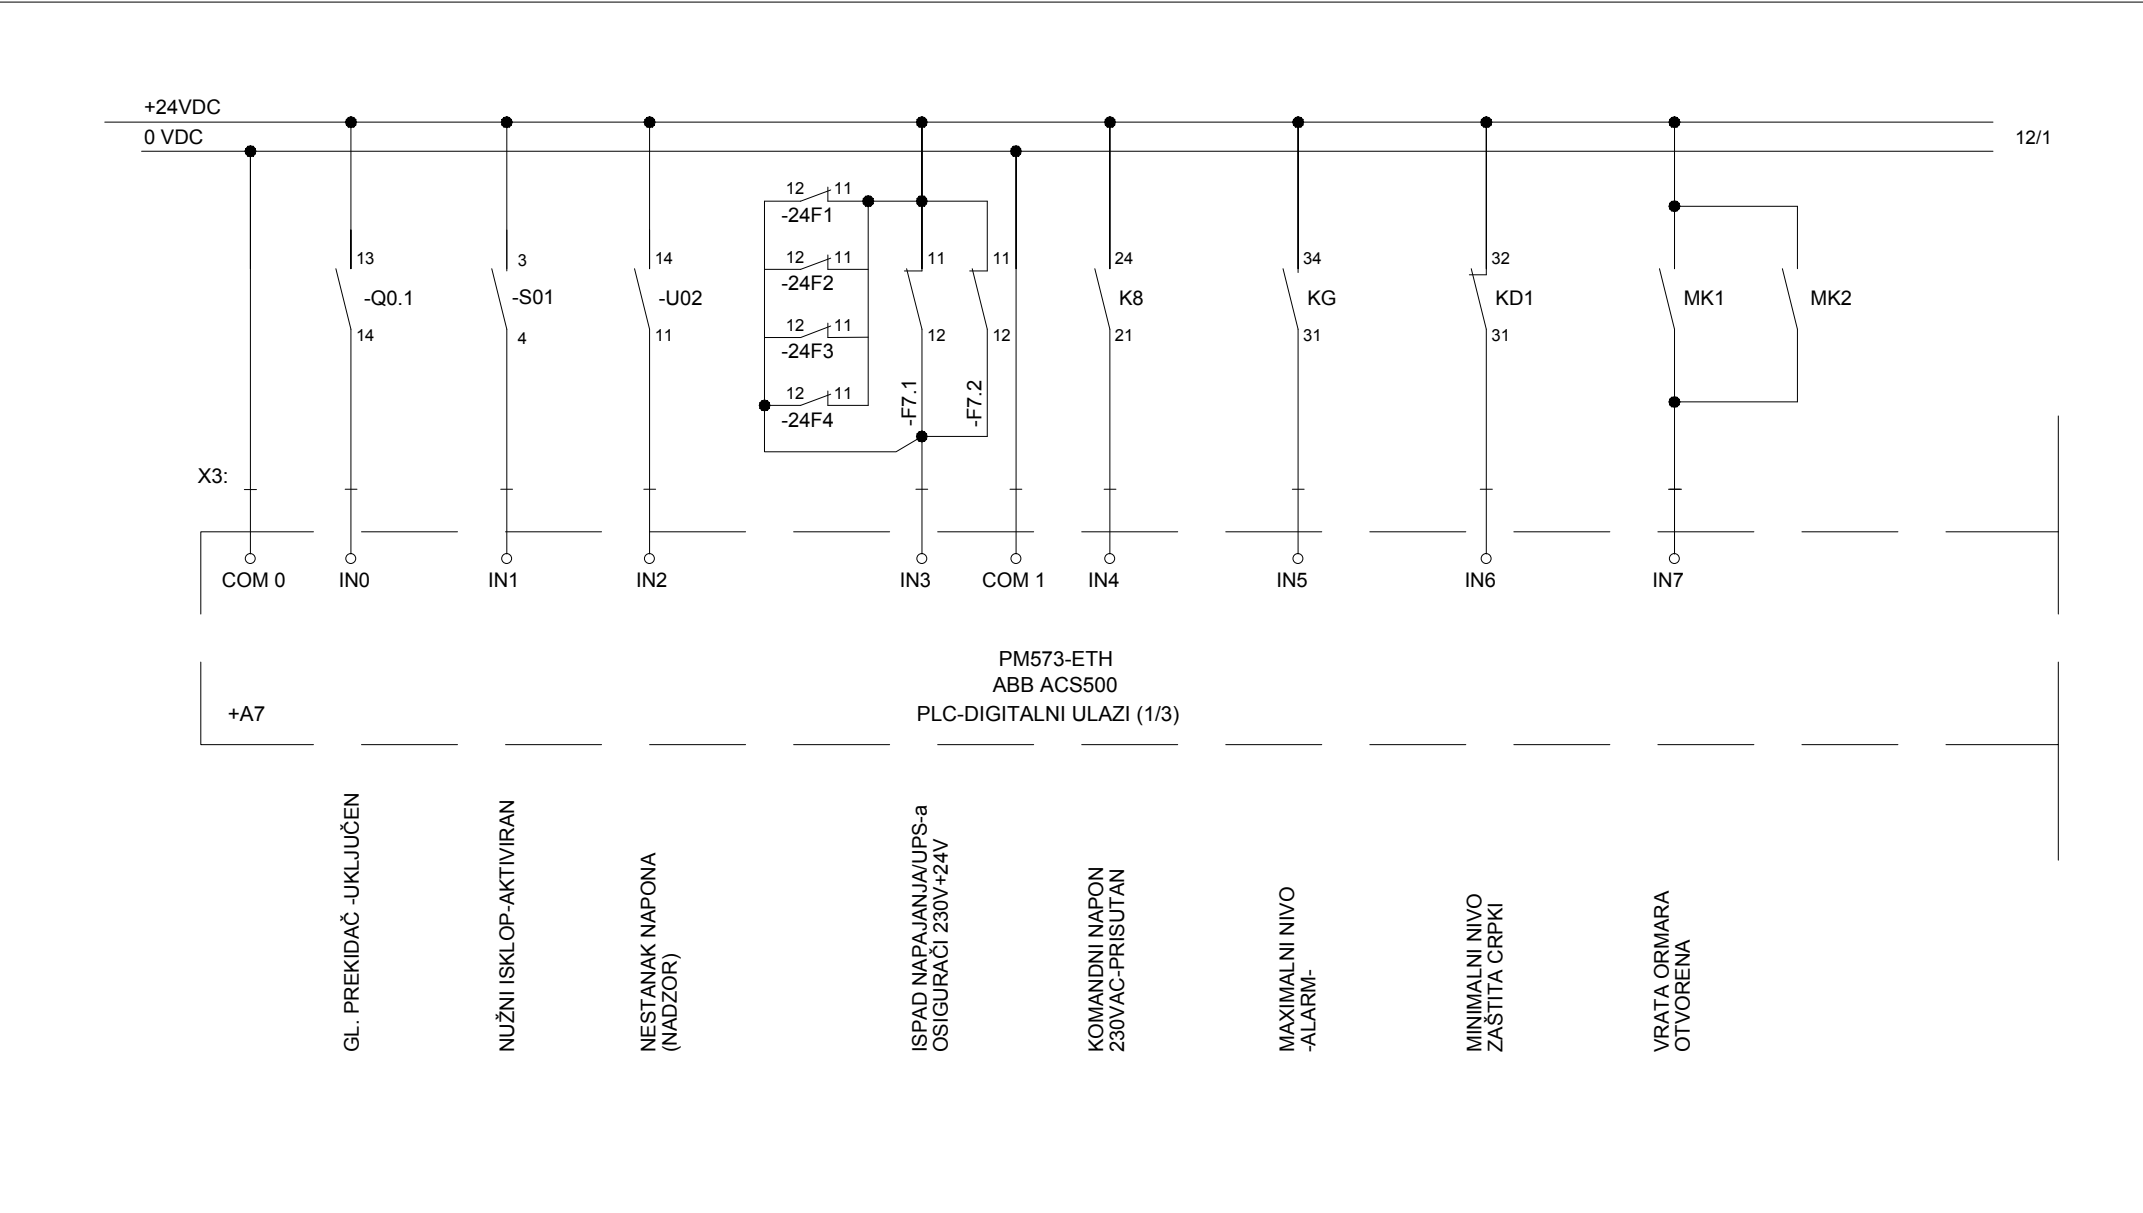 +24VDC
0 VDC
12/1
12 11
-24F1
12 11
-24F2
12 11
-24F3
12 11
-24F4
13
-Q0.1
14
3
-S01
4
14
-U02
11
11
12
-F7.1
11
12
-F7.2
24
K8
21
34
KG
31
32
KD1
31
MK1
MK2
X3:
COM 0
IN0
IN1
IN2
IN3
COM 1
IN4
IN5
IN6
IN7
PM573-ETH
ABB ACS500
PLC-DIGITALNI ULAZI (1/3)
+A7
GL. PREKIDAČ -UKLJUČEN
NUŽNI ISKLOP-AKTIVIRAN
NESTANAK NAPONA
(NADZOR)
ISPAD NAPAJANJA/UPS-a
OSIGURAČI 230V+24V
KOMANDNI NAPON
230VAC-PRISUTAN
MAXIMALNI NIVO
-ALARM-
MINIMALNI NIVO
ZAŠTITA CRPKI
VRATA ORMARA
OTVORENA